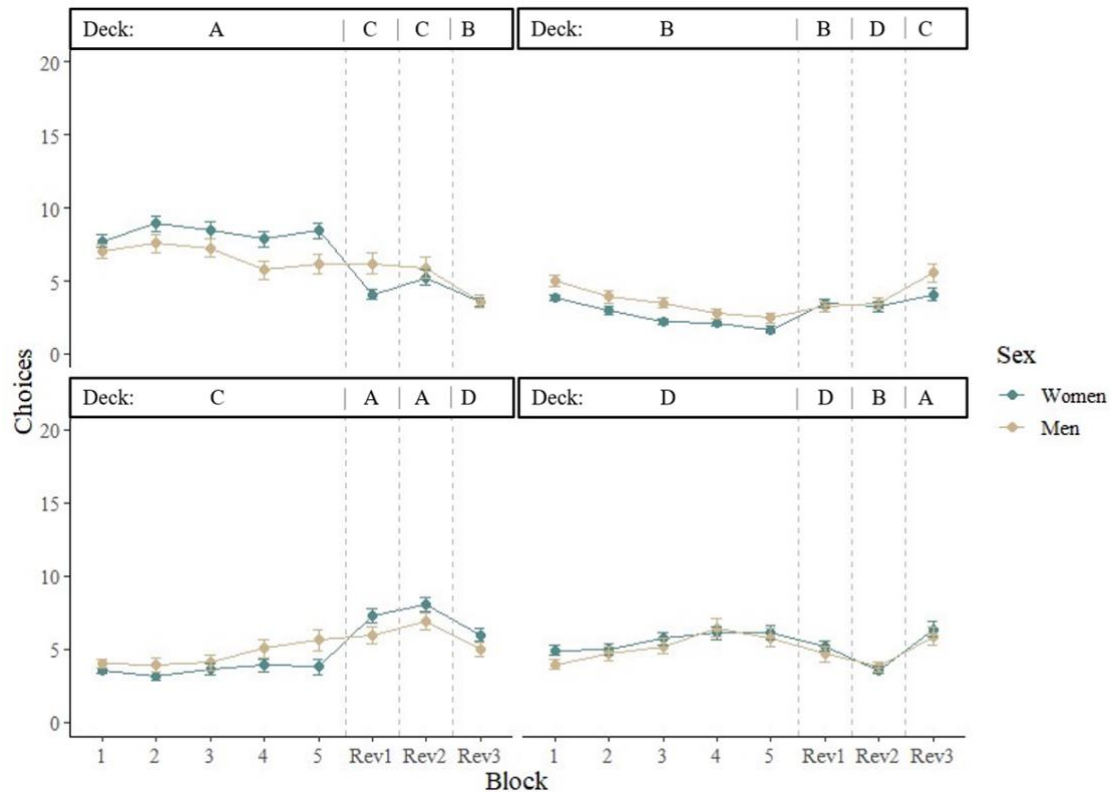 Deck: A | C | C | B
Deck: B | B | D | C
20
15
10
5
0
Deck: C | A | A | D
Deck: D | D | B | A
20
15
10
5
0
Choices
1 2 3 4 5 Rev1 Rev2 Rev3
1 2 3 4 5 Rev1 Rev2 Rev3
Block
Sex
Women
Men